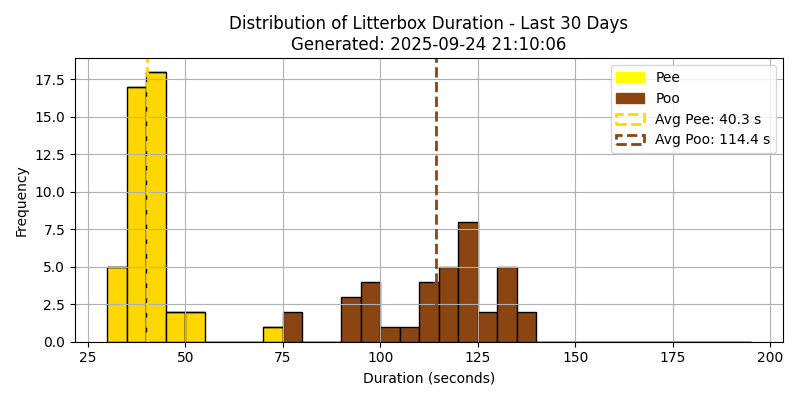 Distribution of Litterbox Duration - Last 30 Days
Generated: 2025-09-24 21:10:06
Pee
Poo
Avg Pee: 40.3 s
Avg Poo: 114.4 s
Frequency
17.5
15.0
12.5
10.0
7.5
5.0
2.5
0.0
25 50 75 100 125 150 175 200
Duration (seconds)